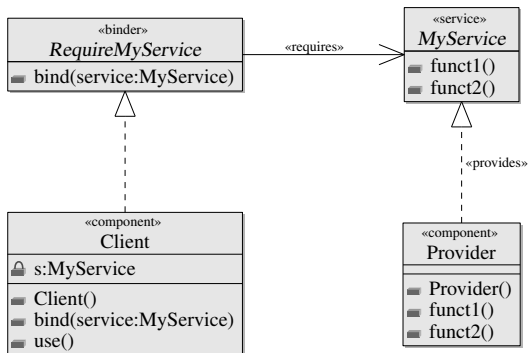 «binder»
RequireMyService
bind(service:MyService)
«requires»
«service»
MyService
funct1()
funct2()
«provides»
«component»
Client
s:MyService
Client()
bind(service:MyService)
use()
«component»
Provider
Provider()
funct1()
funct2()